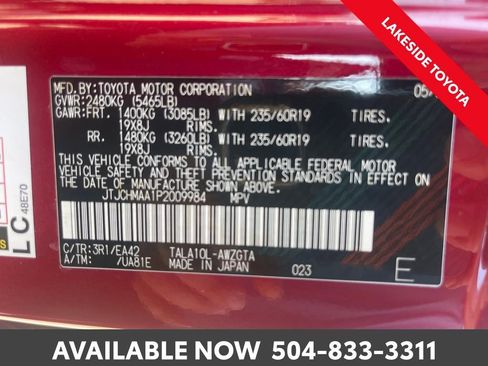 LAKESIDE TOYOTA
MFD.BY:TOYOTA MOTOR CORPORATION 05/
GVWR:2480KG (5465LB)
GAWR:FRT. 1400KG (3085LB) WITH 235/60R19 TIRES.
19X8J RIMS.
RR. 1480KG (3260LB) WITH 235/60R19 TIRES.
19X8J RIMS.
THIS VEHICLE CONFORMS TO ALL APPLICABLE FEDERAL MOTOR
VEHICLE SAFETY AND THEFT PREVENTION STANDARDS IN EFFECT
ON THE DATE OF MANUFACTURE SHOWN ABOVE.
JTJCHMAA1P2009984 MPV
C/TR:3R1/EA42 TALA10L-AWZGTA
A/TM: /UA81E MADE IN JAPAN 023
E
LC
48E70
AVAILABLE NOW 504-833-3311